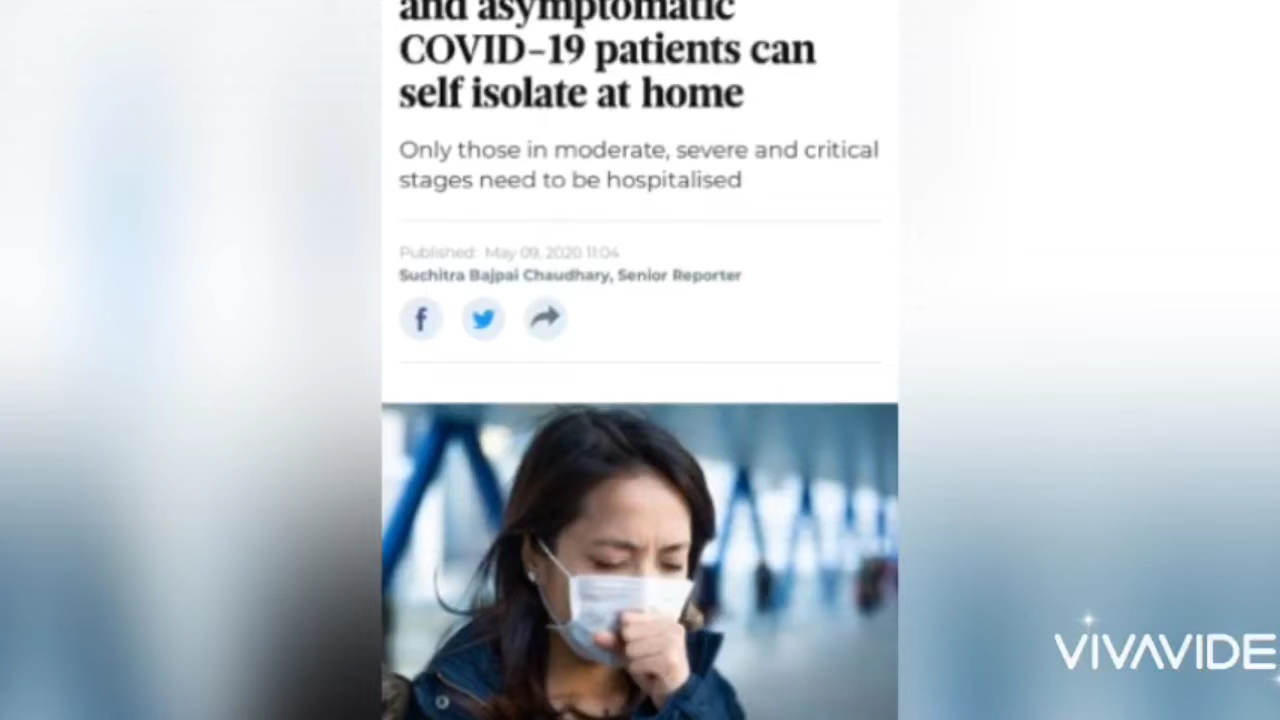 and asymptomatic
COVID-19 patients can
self isolate at home
Only those in moderate, severe and critical
stages need to be hospitalised
Published: May 09, 2020 11:04
Suchitra Bajpai Chaudhary, Senior Reporter
VIVAVIDE